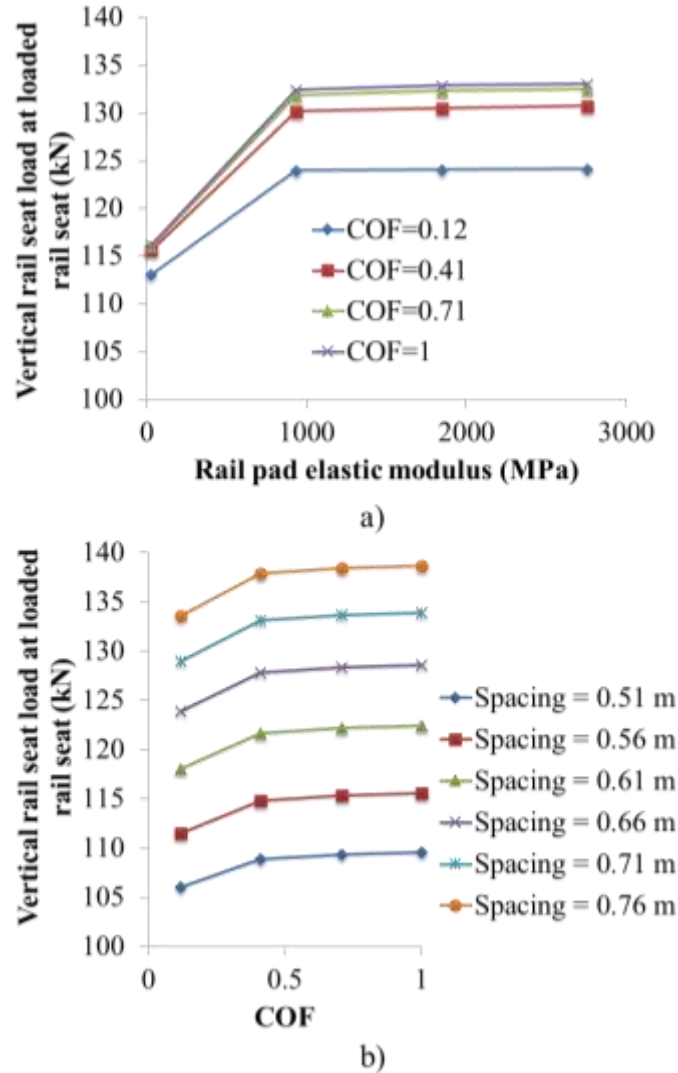 Vertical rail seat load at loaded
rail seat (kN)
140
135
130
125
120
115
110
105
100
COF=0.12
COF=0.41
COF=0.71
COF=1
0 1000 2000 3000
Rail pad elastic modulus (MPa)
a)
Vertical rail seat load at loaded
rail seat (kN)
140
135
130
125
120
115
110
105
100
Spacing = 0.51 m
Spacing = 0.56 m
Spacing = 0.61 m
Spacing = 0.66 m
Spacing = 0.71 m
Spacing = 0.76 m
0 0.5 1
COF
b)